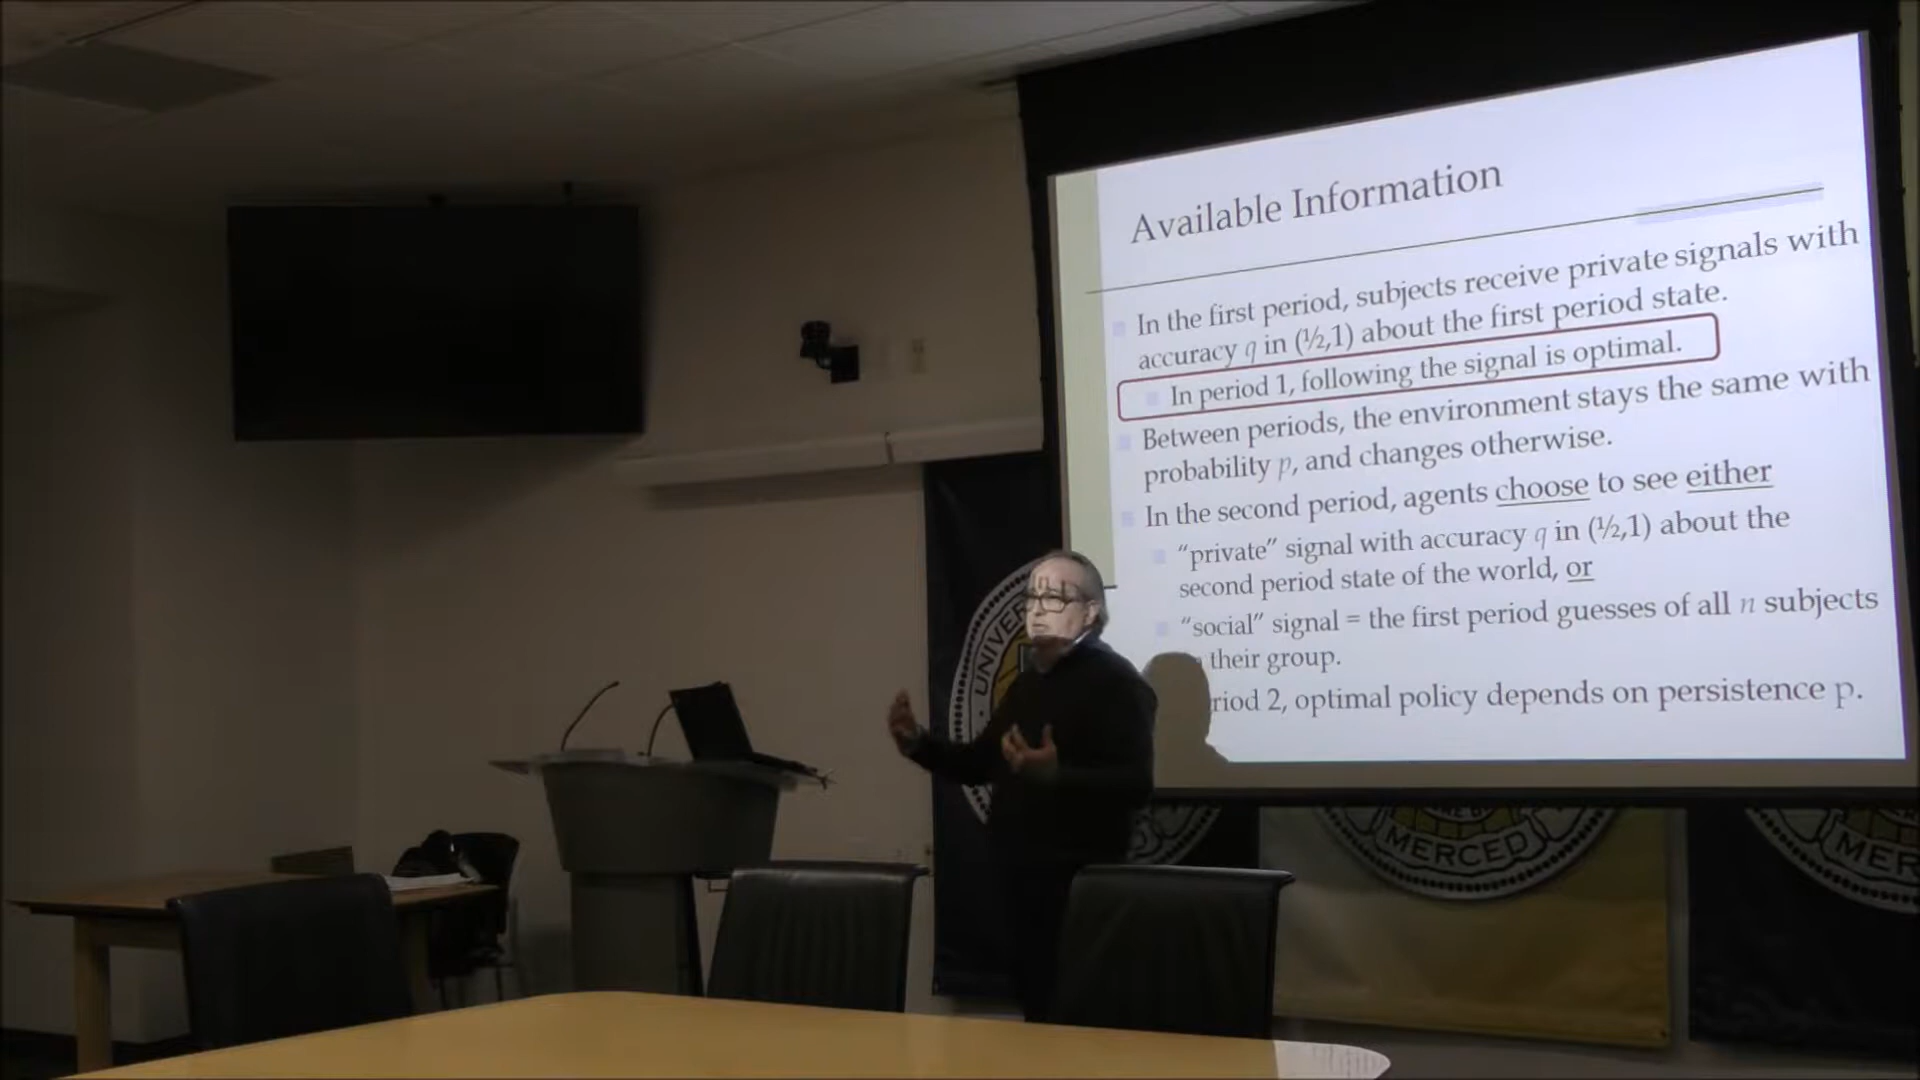 Available Information
In the first period, subjects receive private signals with
accuracy q in (½,1) about the first period state.
In period 1, following the signal is optimal.
Between periods, the environment stays the same with
probability p, and changes otherwise.
In the second period, agents choose to see either
“private” signal with accuracy q in (½,1) about the
second period state of the world, or
“social” signal = the first period guesses of all n subjects
their group.
riod 2, optimal policy depends on persistence p.
UNIVER
MERCED
MER